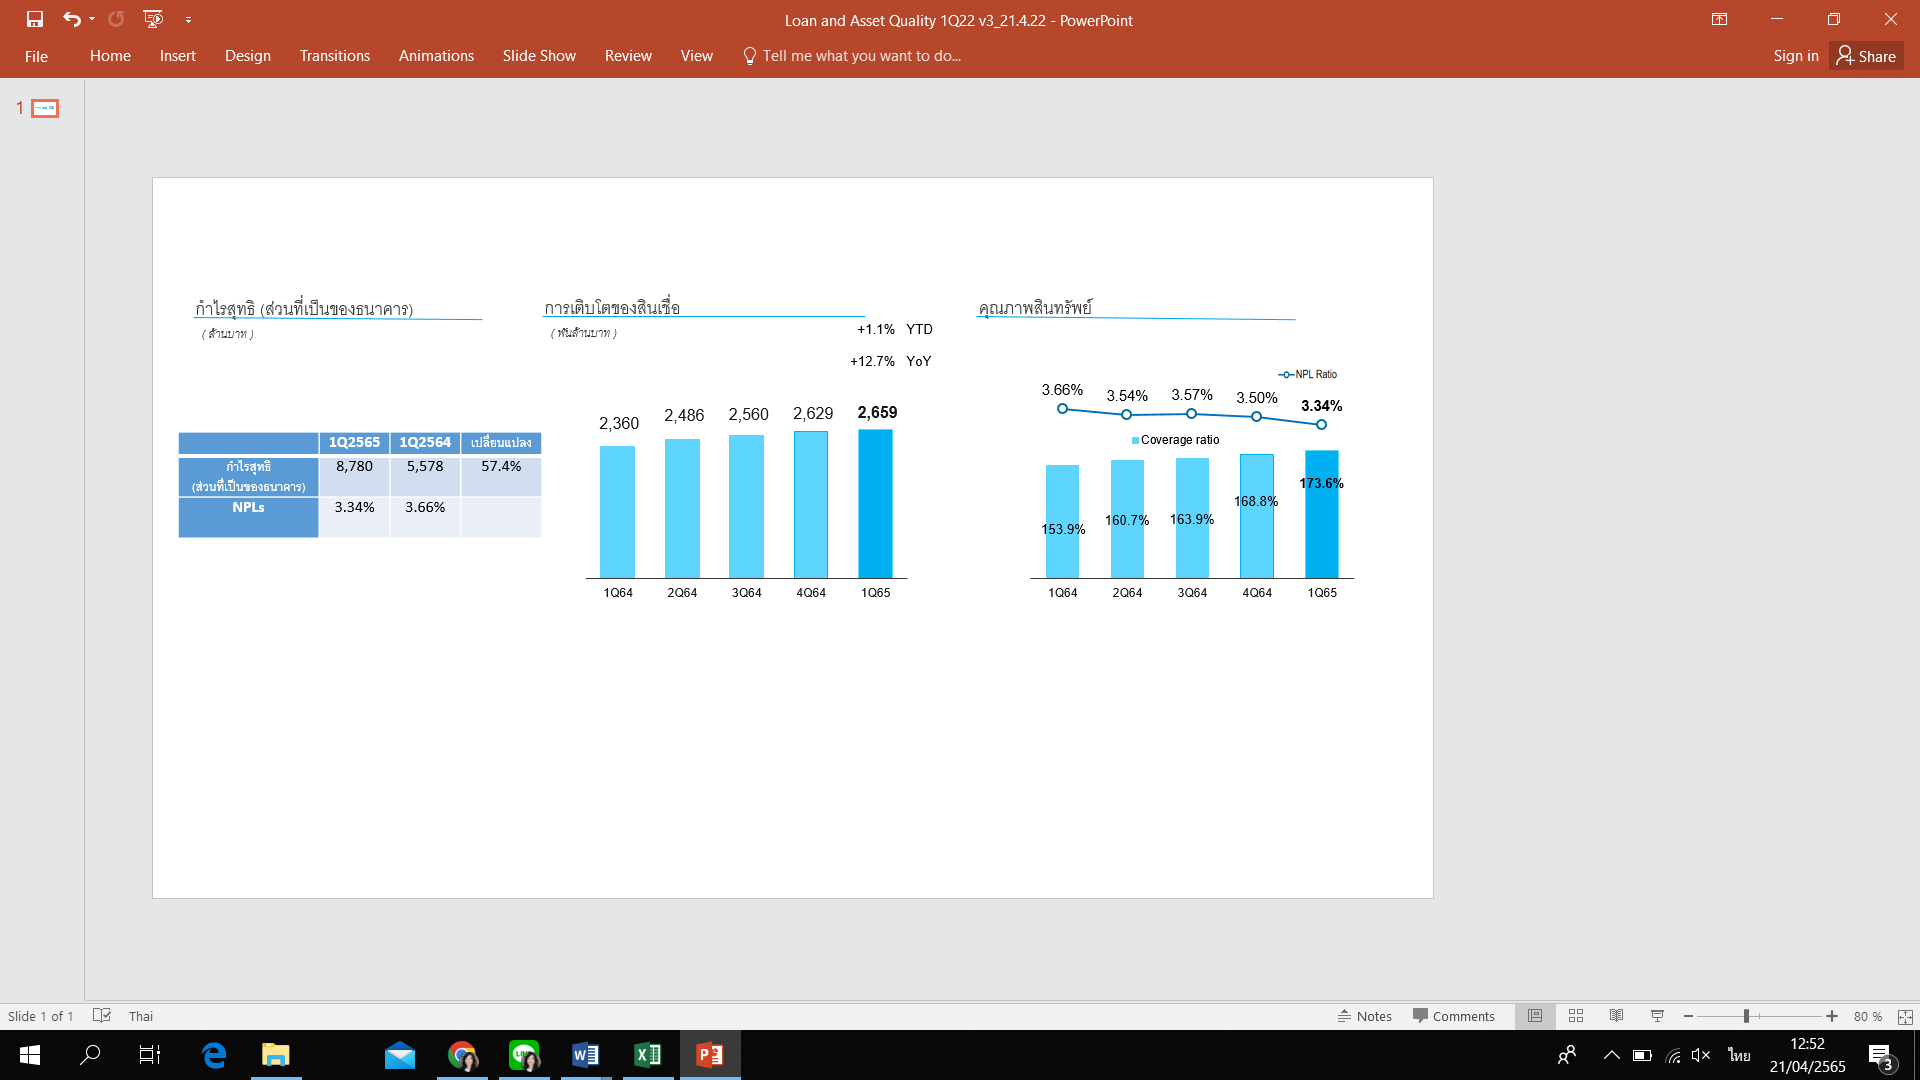 Loan and Asset Quality 1Q22 v3_21.4.22 - PowerPoint
File Home Insert Design Transitions Animations Slide Show Review View Tell me what you want to do... Sign in Share
1
กำไรสุทธิ (ส่วนที่เป็นของธนาคาร)
( ล้านบาท )
1Q2565 1Q2564 เปลี่ยนแปลง
กำไรสุทธิ 8,780 5,578 57.4%
(ส่วนที่เป็นของธนาคาร)
NPLs 3.34% 3.66%
การเติบโตของสินเชื่อ
( พันล้านบาท )
+1.1% YTD
+12.7% YoY
2,360 2,486 2,560 2,629 2,659
1Q64 2Q64 3Q64 4Q64 1Q65
คุณภาพสินทรัพย์
NPL Ratio
3.66% 3.54% 3.57% 3.50% 3.34%
Coverage ratio
153.9% 160.7% 163.9% 168.8% 173.6%
1Q64 2Q64 3Q64 4Q64 1Q65
Slide 1 of 1 Thai Notes Comments 80 %
ไทย
12:52
21/04/2565
3